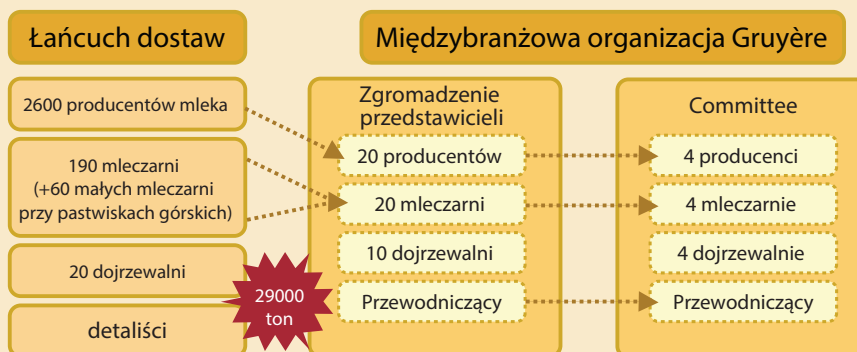 Łańcuch dostaw
2600 producentów mleka
190 mleczarni
(+60 małych mleczarni
przy pastwiskach górskich)
20 dojrzewalni
detaliści
29000
ton
Międzybranżowa organizacja Gruyère
Zgromadzenie
przedstawicieli
20 producentów
20 mleczarni
10 dojrzewalni
Przewodniczący
Committee
4 producenci
4 mleczarnie
4 dojrzewalnie
Przewodniczący